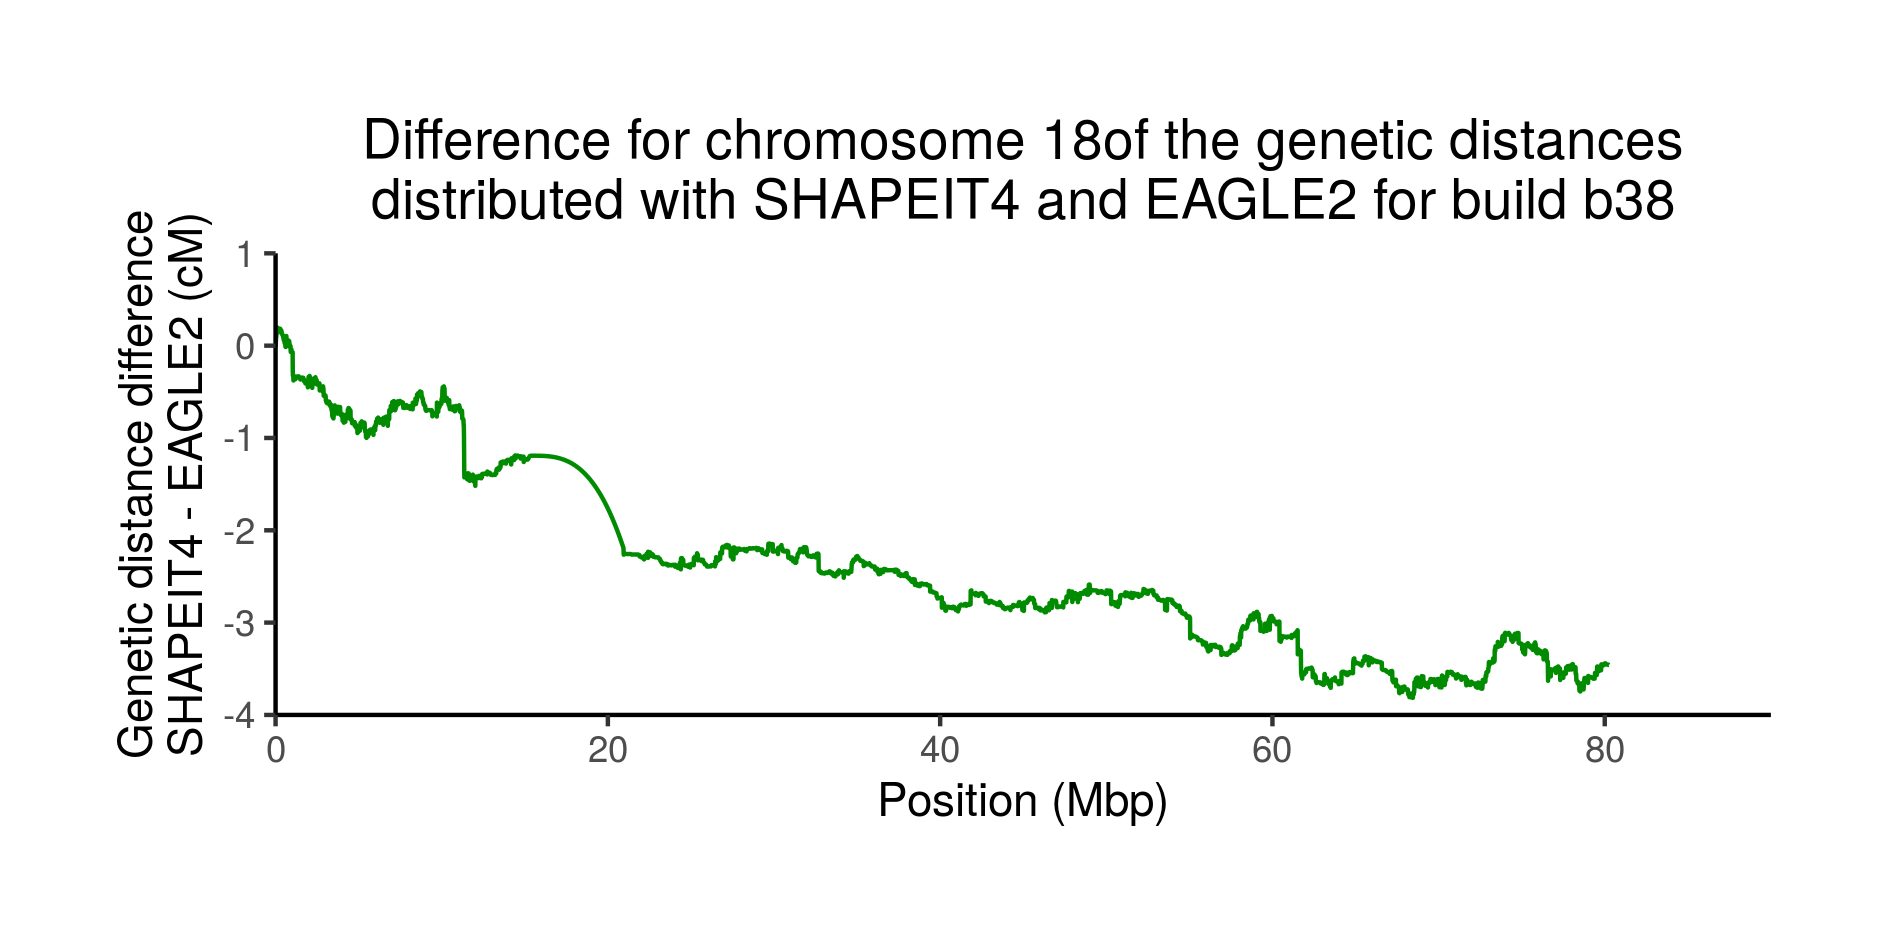 Difference for chromosome 18of the genetic distances
distributed with SHAPEIT4 and EAGLE2 for build b38
Genetic distance difference
SHAPEIT4 - EAGLE2 (cM)
1
0
-1
-2
-3
-4
0 20 40 60 80
Position (Mbp)